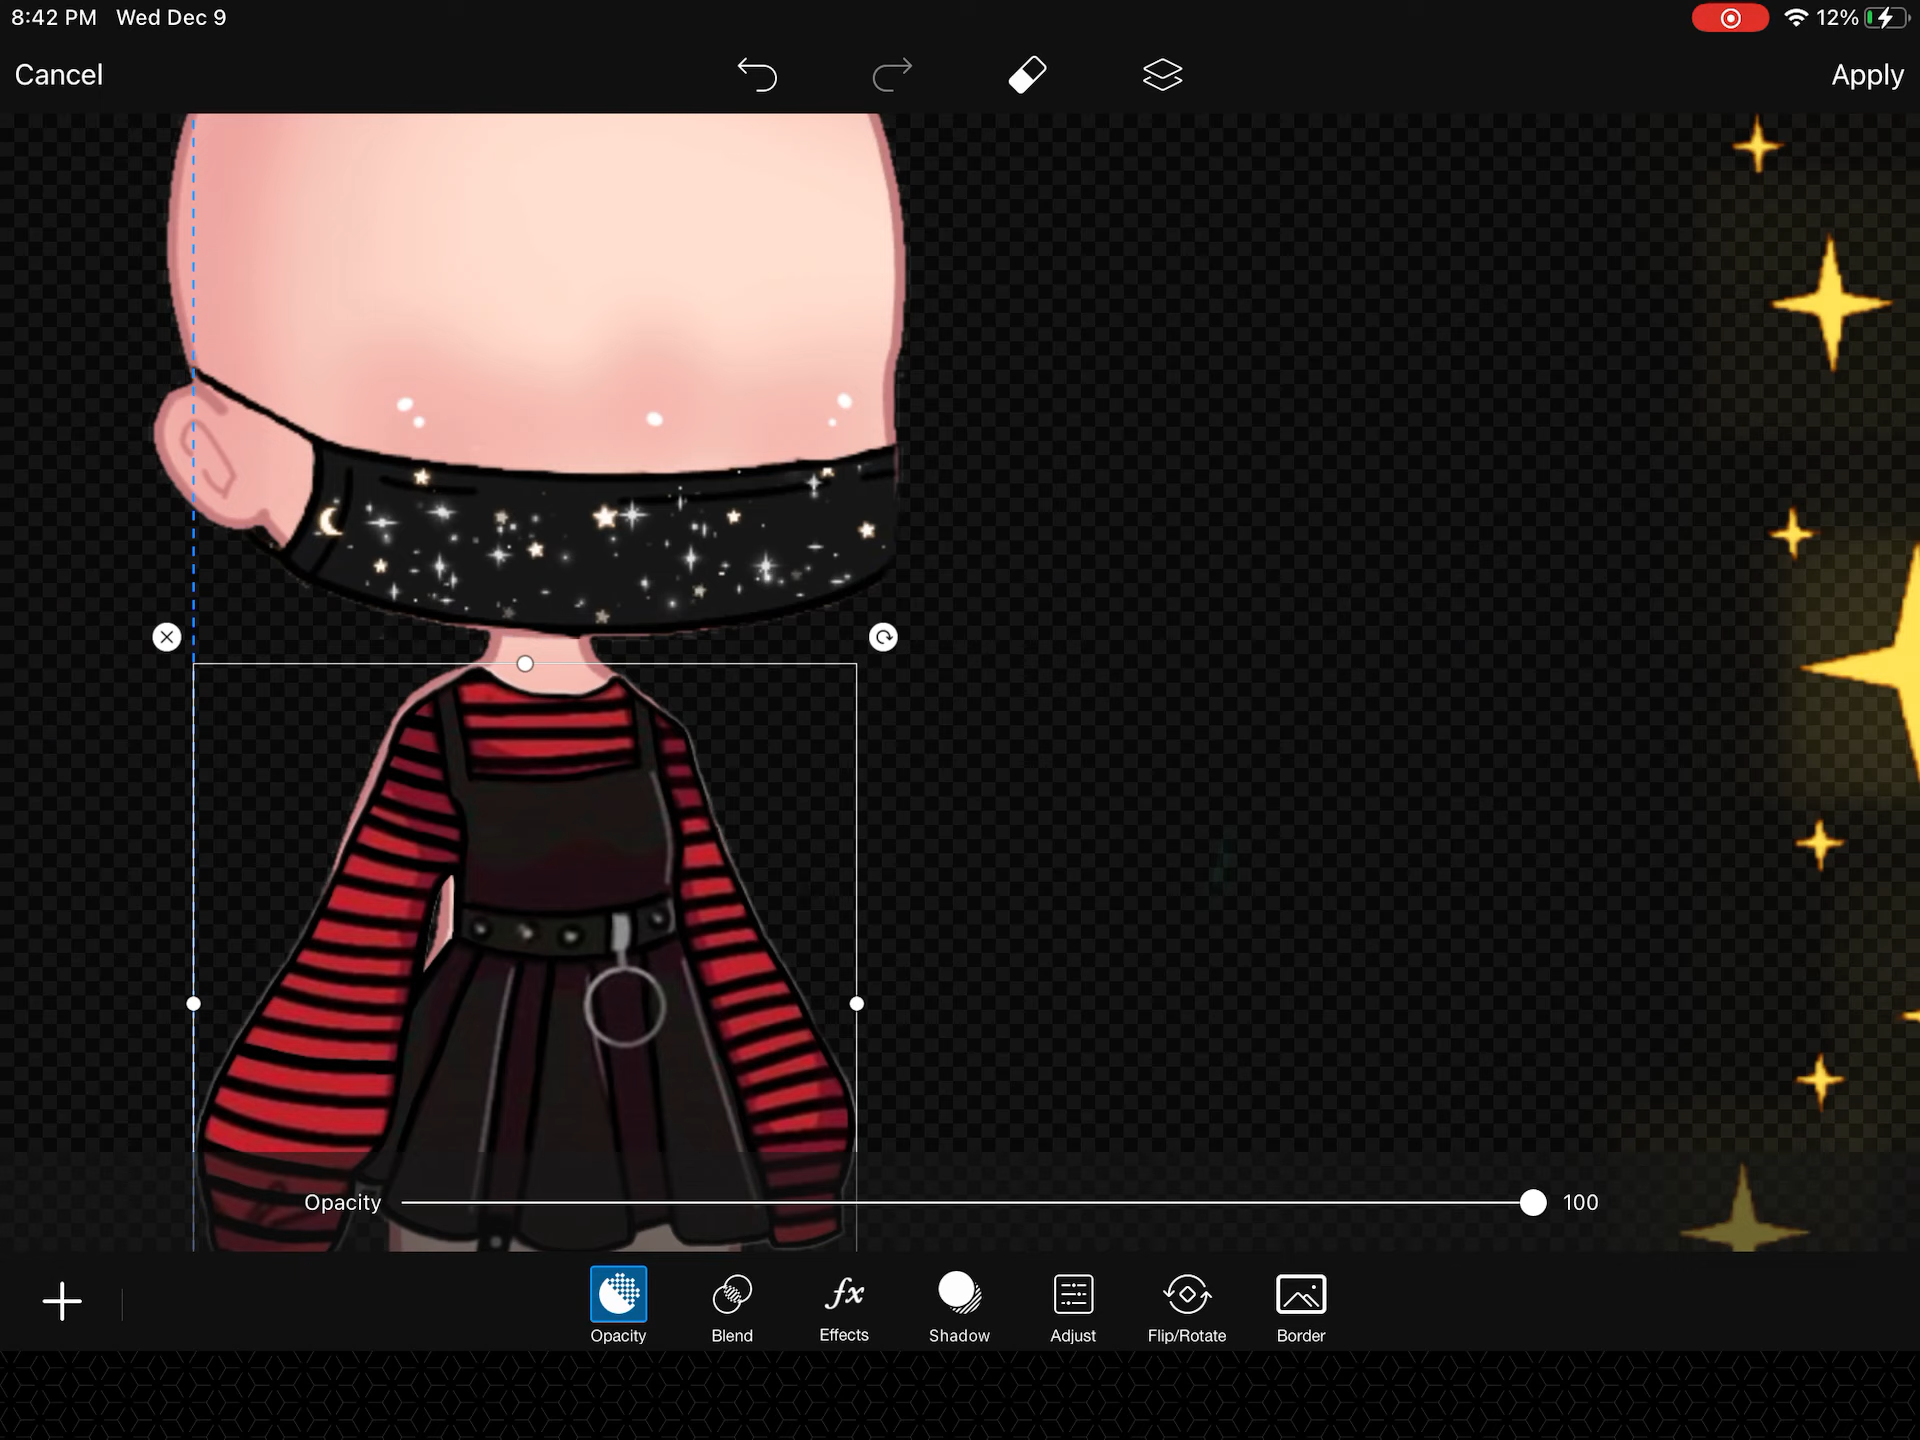 8:42 PM Wed Dec 9
12%
Cancel
Apply
Opacity 100
Opacity Blend Effects Shadow Adjust Flip/Rotate Border